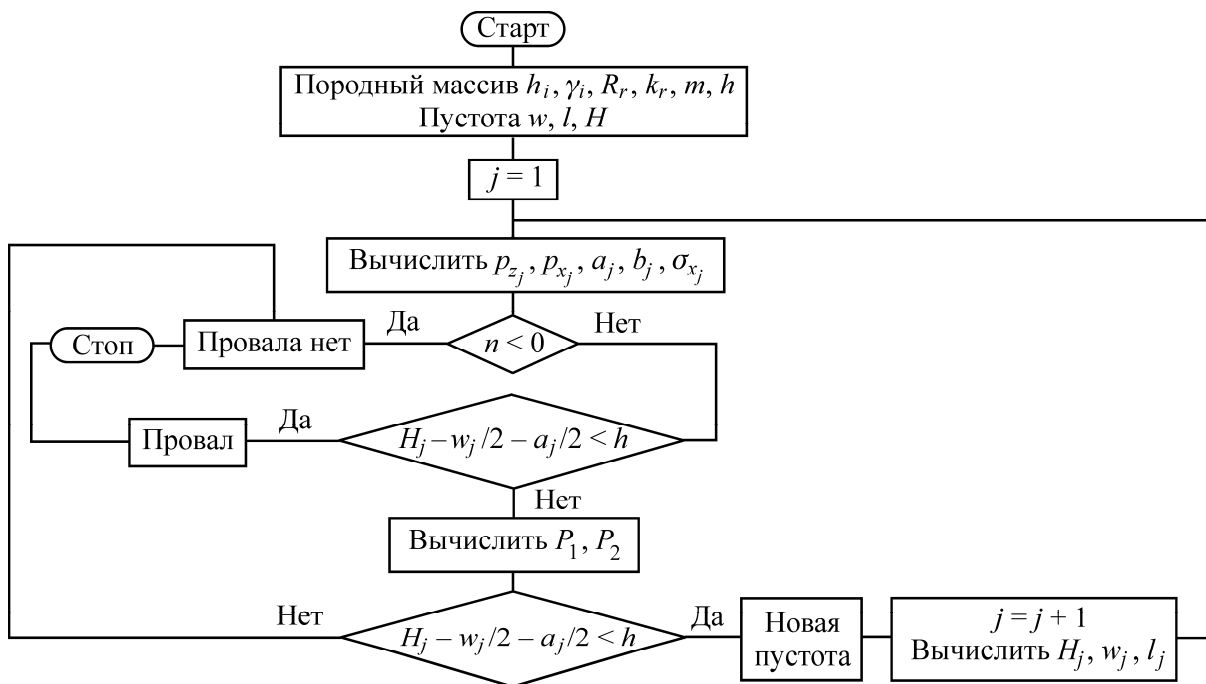 Старт
Породный массив h_i, γ_i, R_r, k_r, m, h
Пустота w, l, H
j = 1
Вычислить p_{z_j}, p_{x_j}, a_j, b_j, σ_{x_j}
Да
Нет
Стоп
Провала нет
n < 0
Провал
Да
H_j – w_j /2 – a_j /2 < h
Нет
Вычислить P_1, P_2
Нет
H_j – w_j/2 – a_j /2 < h
Да
Новая
пустота
j = j + 1
Вычислить H_j, w_j, l_j